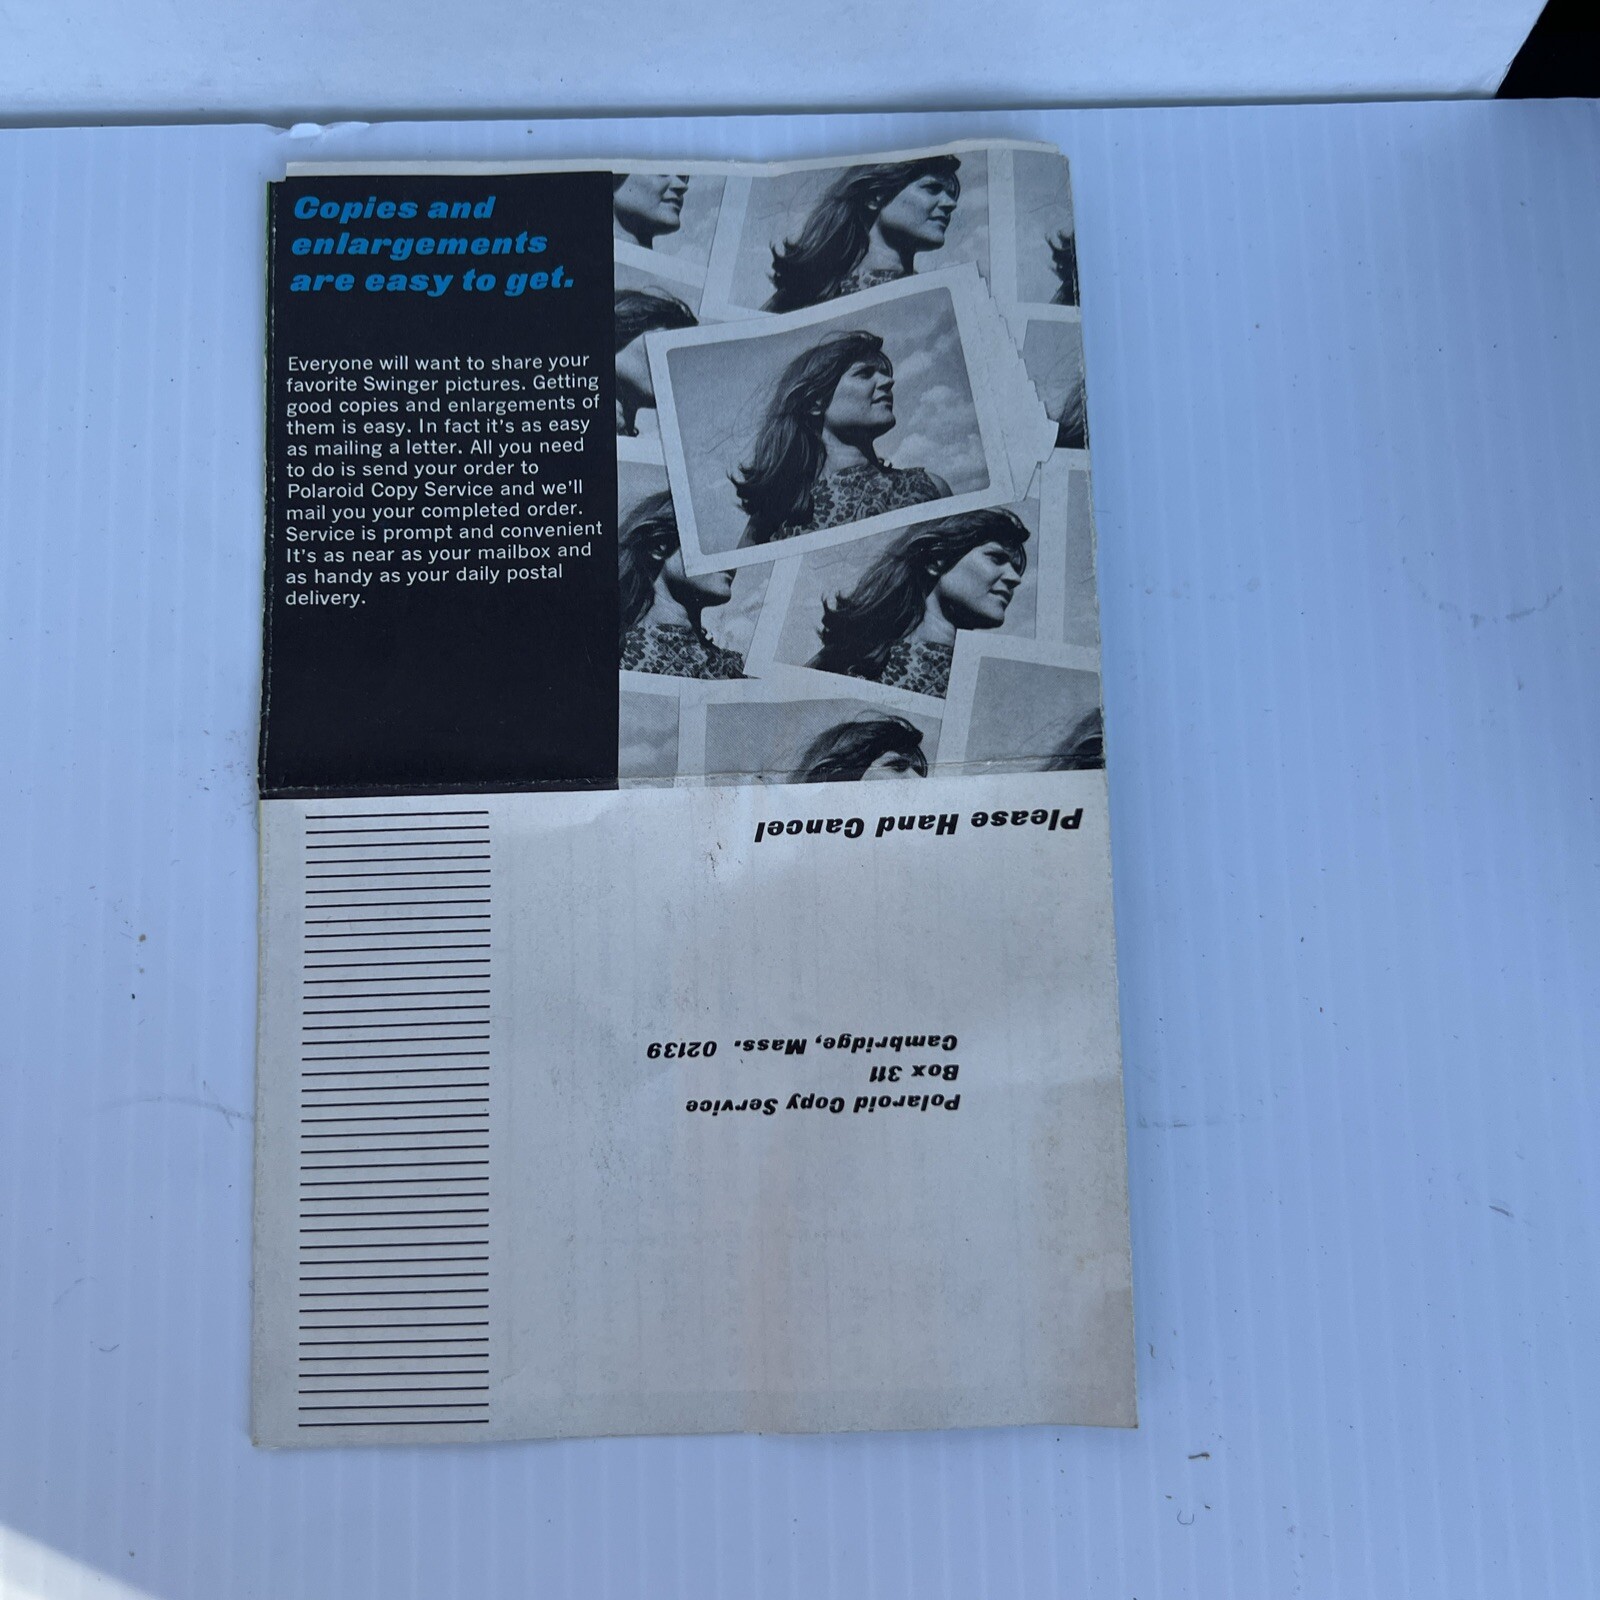 Copies and
enlargements
are easy to get.
Everyone will want to share your
favorite Swinger pictures. Getting
good copies and enlargements of
them is easy. In fact it's as easy
as mailing a letter. All you need
to do is send your order to
Polaroid Copy Service and we'll
mail you your completed order.
Service is prompt and convenient
It's as near as your mailbox and
as handy as your daily postal
delivery.
Polaroid Copy Service
Box 311
Cambridge, Mass. 02139
Please Hand Cancel